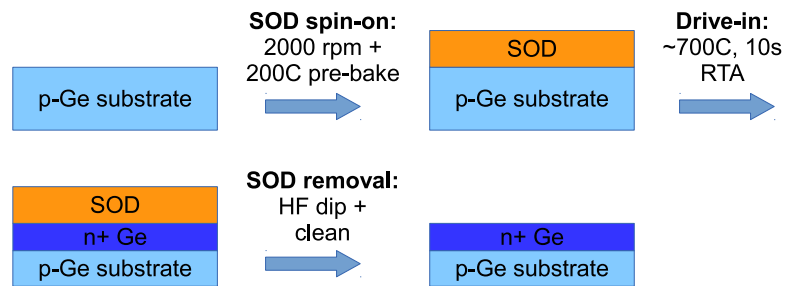 SOD spin-on:
2000 rpm +
200C pre-bake
Drive-in:
~700C, 10s
RTA
p-Ge substrate
SOD
p-Ge substrate
SOD removal:
HF dip +
clean
SOD
n+ Ge
p-Ge substrate
n+ Ge
p-Ge substrate